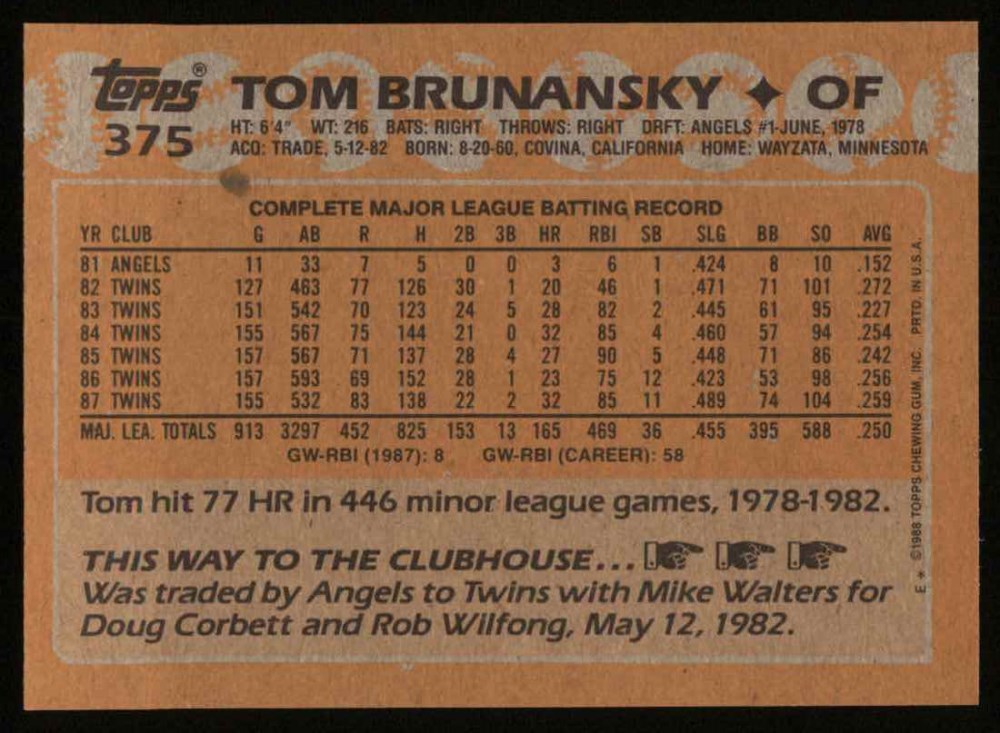 topps® TOM BRUNANSKY ✦ OF
375 HT: 6'4" WT: 216 BATS: RIGHT THROWS: RIGHT DRFT: ANGELS #1-JUNE, 1978
ACQ: TRADE, 5-12-82 BORN: 8-20-60, COVINA, CALIFORNIA HOME: WAYZATA, MINNESOTA
COMPLETE MAJOR LEAGUE BATTING RECORD
YR CLUB G AB R H 2B 3B HR RBI SB SLG BB SO AVG
81 ANGELS 11 33 7 5 0 0 3 6 1 .424 8 10 .152
82 TWINS 127 463 77 126 30 1 20 46 1 .471 71 101 .272
83 TWINS 151 542 70 123 24 5 28 82 2 .445 61 95 .227
84 TWINS 155 567 75 144 21 0 32 85 4 .460 57 94 .254
85 TWINS 157 567 71 137 28 4 27 90 5 .448 71 86 .242
86 TWINS 157 593 69 152 28 1 23 75 12 .423 53 98 .256
87 TWINS 155 532 83 138 22 2 32 85 11 .489 74 104 .259
MAJ. LEA. TOTALS 913 3297 452 825 153 13 165 469 36 .455 395 588 .250
GW-RBI (1987): 8 GW-RBI (CAREER): 58
Tom hit 77 HR in 446 minor league games, 1978-1982.
THIS WAY TO THE CLUBHOUSE...
Was traded by Angels to Twins with Mike Walters for
Doug Corbett and Rob Wilfong, May 12, 1982.
E * ©1988 TOPPS CHEWING GUM, INC. PRTD. IN U.S.A.